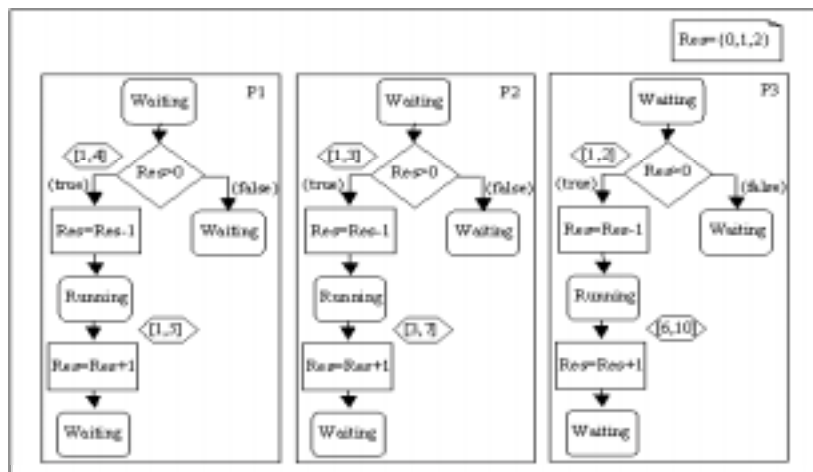 Res={0,1,2}
P1
Waiting
[1,4]
Res>0
(true)
(false)
Res=Res-1
Waiting
Running
[1,5]
Res=Res+1
Waiting
P2
Waiting
[1,3]
Res>0
(true)
(false)
Res=Res-1
Waiting
Running
[3,7]
Res=Res+1
Waiting
P3
Waiting
[1,2]
Res>0
(true)
(false)
Res=Res-1
Waiting
Running
[6,10]
Res=Res+1
Waiting